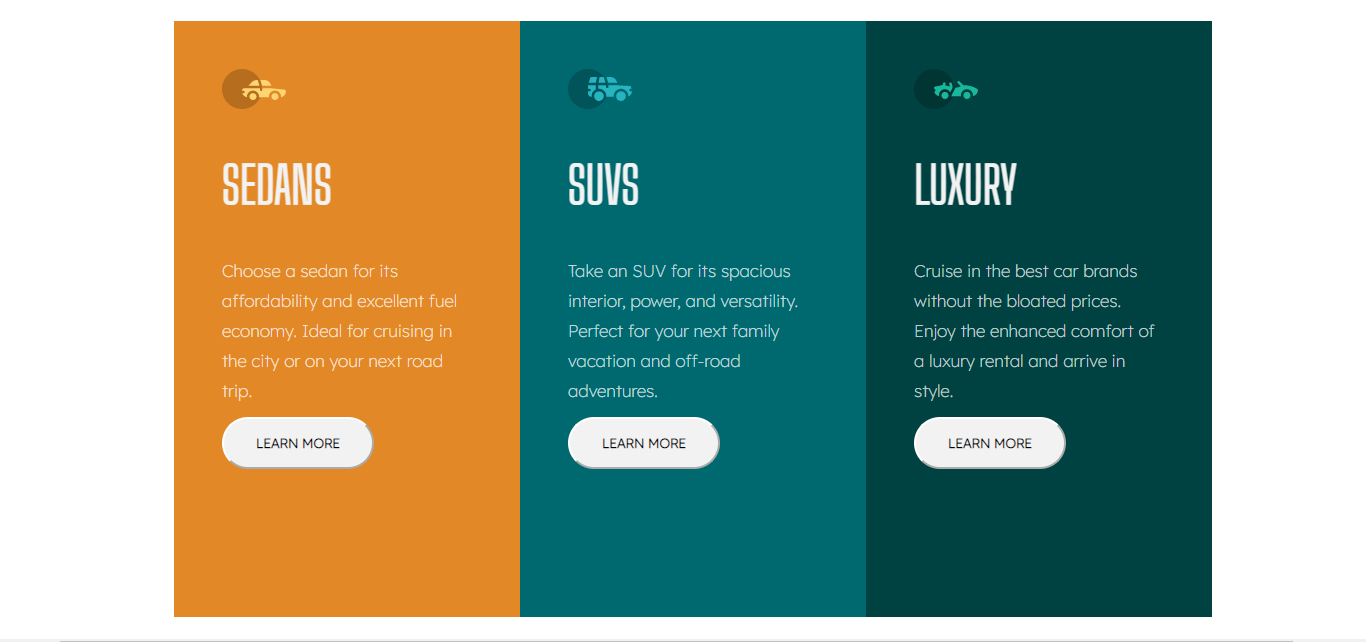 SEDANS
Choose a sedan for its
affordability and excellent fuel
economy. Ideal for cruising in
the city or on your next road
trip.
LEARN MORE
SUVS
Take an SUV for its spacious
interior, power, and versatility.
Perfect for your next family
vacation and off-road
adventures.
LEARN MORE
LUXURY
Cruise in the best car brands
without the bloated prices.
Enjoy the enhanced comfort of
a luxury rental and arrive in
style.
LEARN MORE